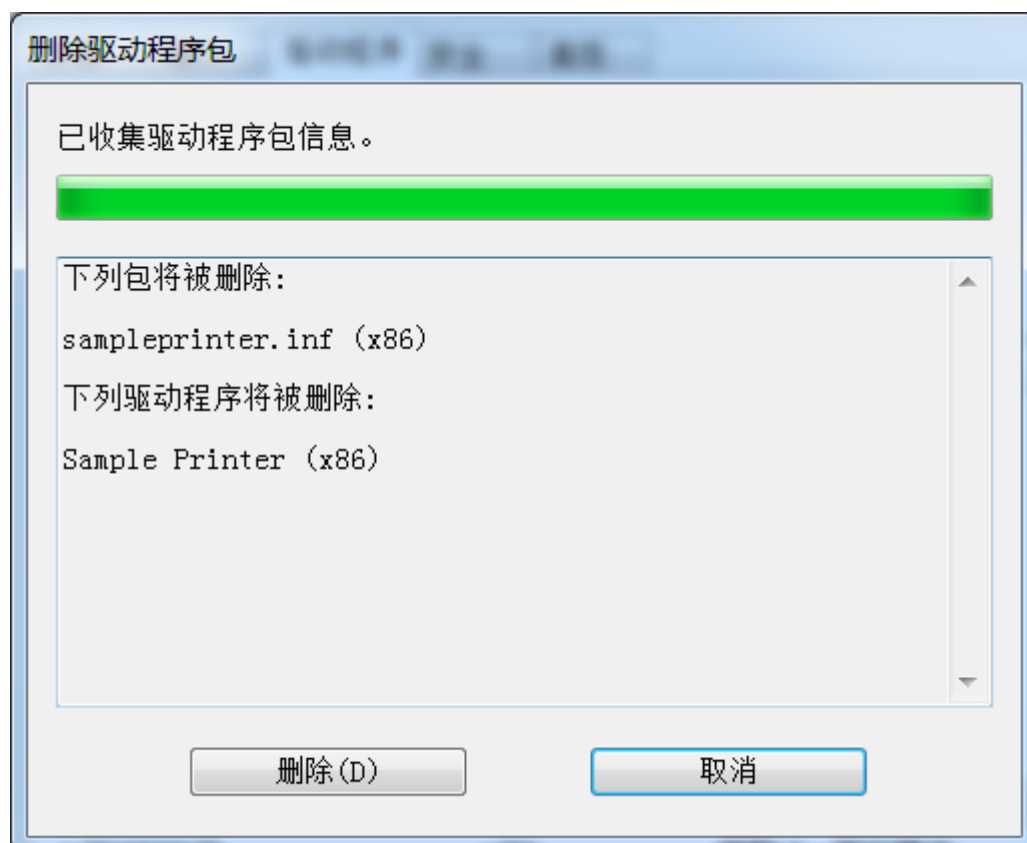 删除驱动程序包
已收集驱动程序包信息。
下列包将被删除:
sampleprinter.inf (x86)
下列驱动程序将被删除:
Sample Printer (x86)
删除(D)
取消